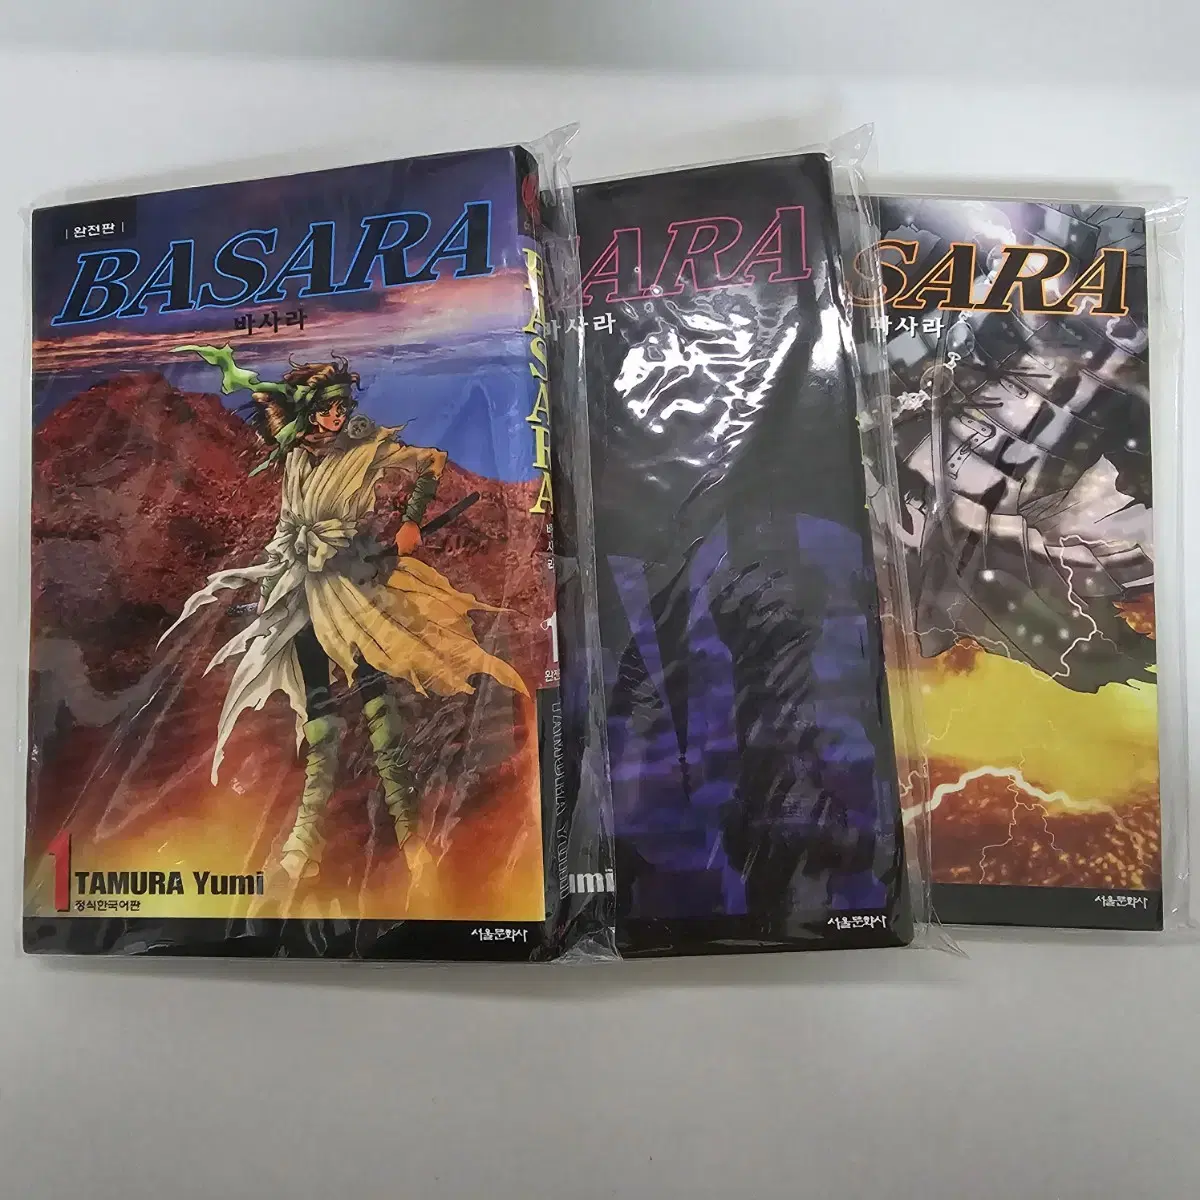 | 완전판 |
BASARA
바사라
1
TAMURA Yumi
정식한국어판
서울문화사
BASARA
바사라
1
완전
TAMURA YUMI
SARA
바사라
umi
서울문화사
SARA
바사라
서울문화사